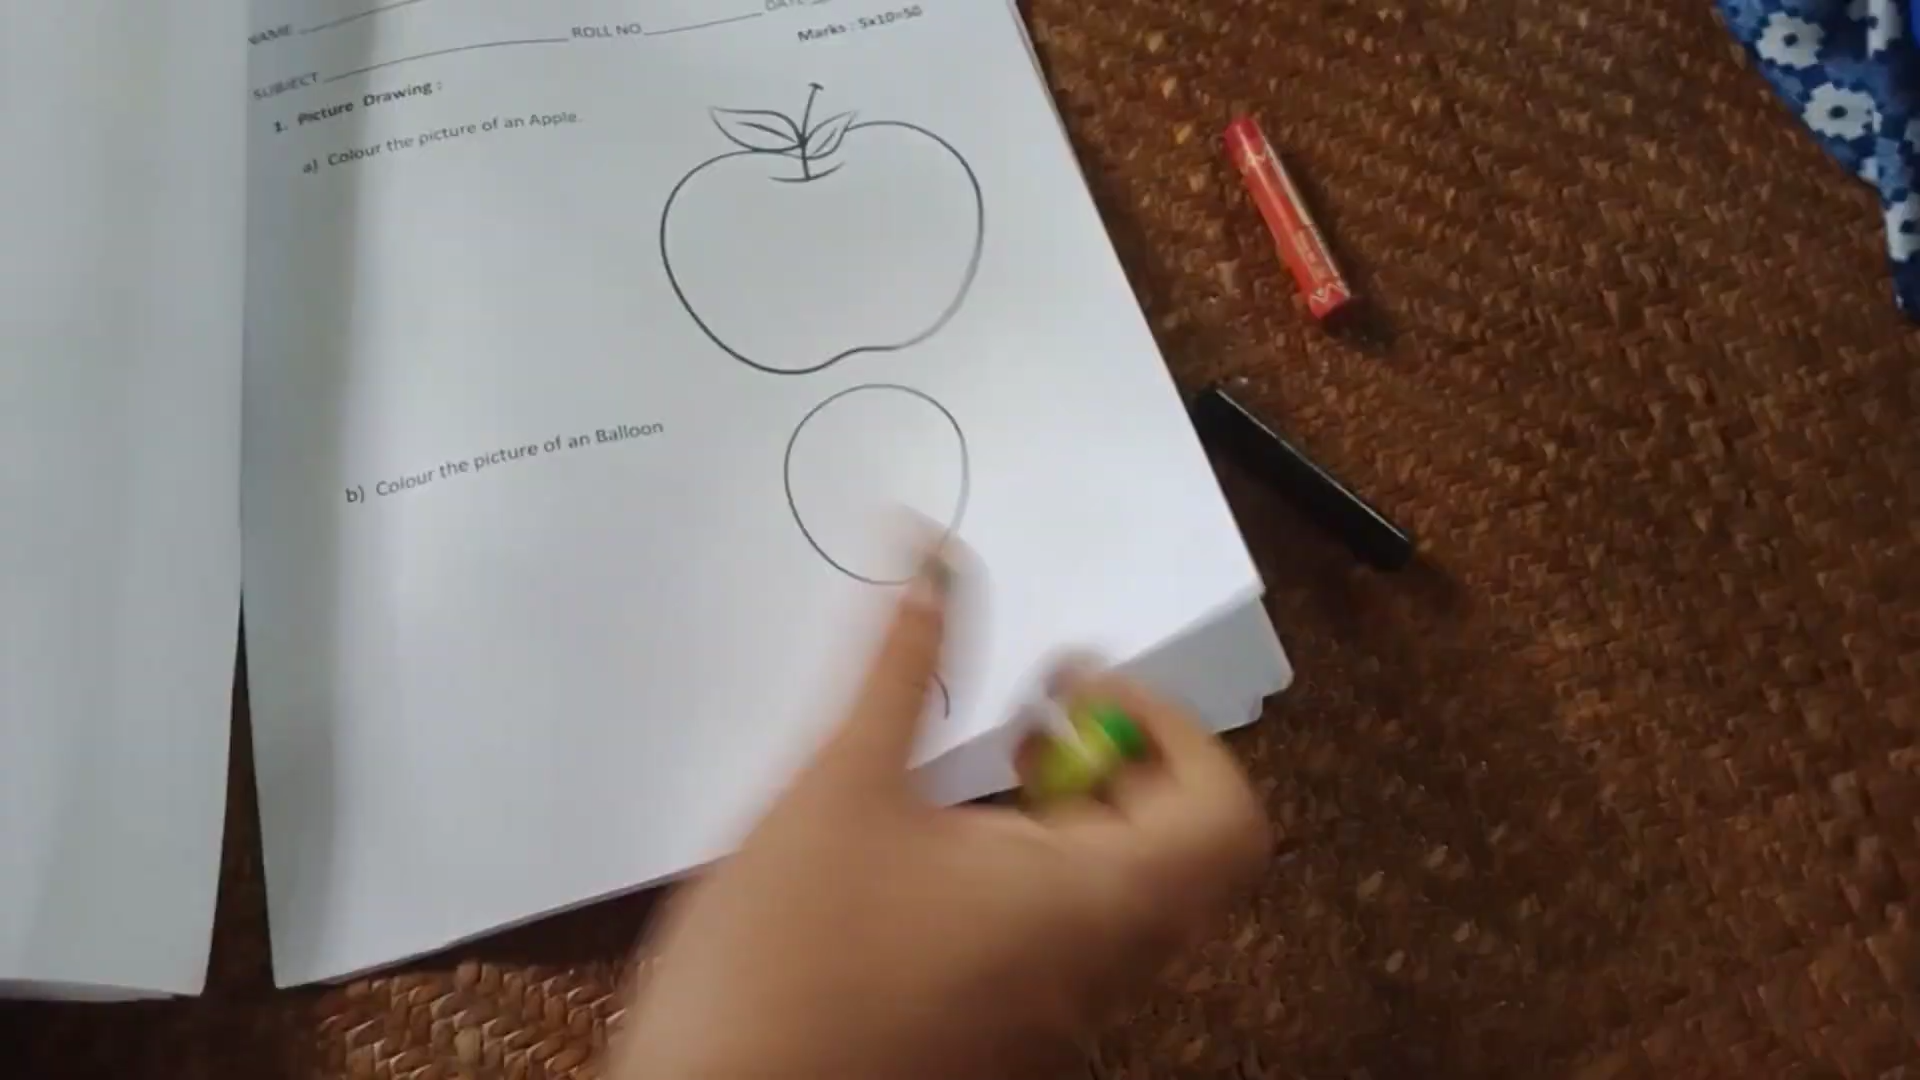 NAME
DATE
SUBJECT ROLL NO
Marks : 5x10=50
1. Picture Drawing :
a) Colour the picture of an Apple.
b) Colour the picture of an Balloon